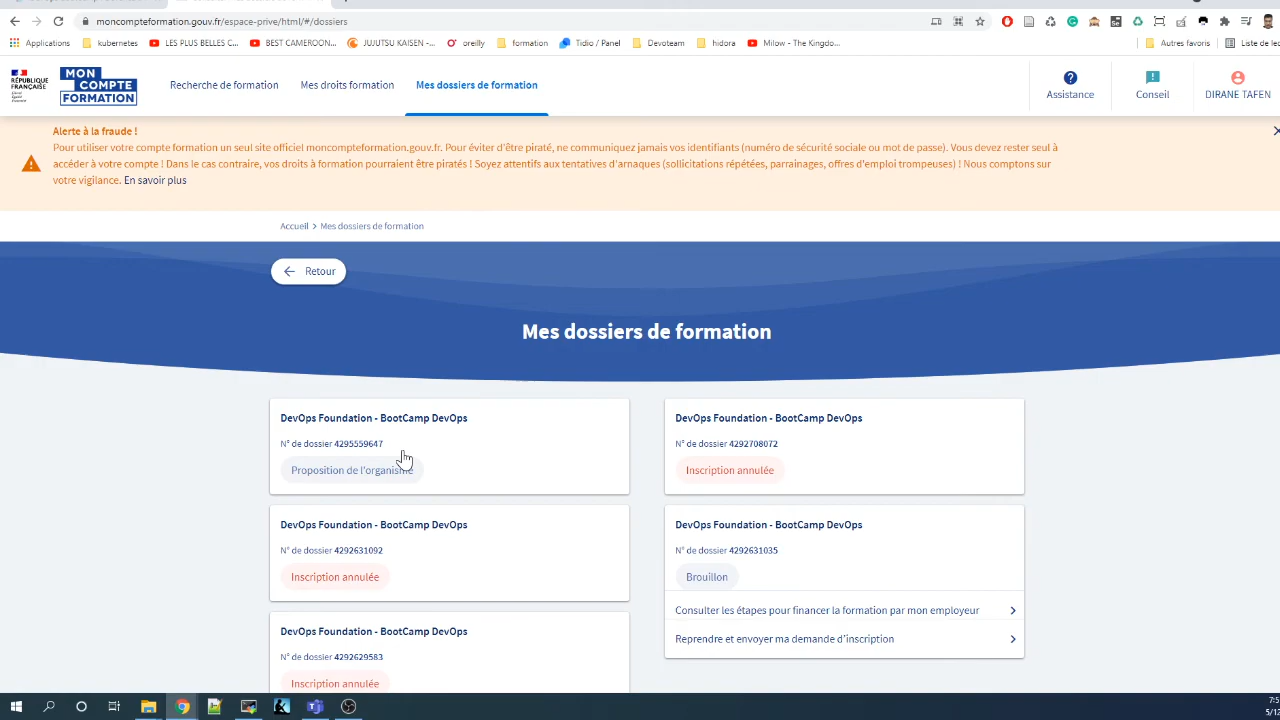 moncompteformation.gouv.fr/espace-prive/html/#/dossiers
Applications kubernetes LES PLUS BELLES C... BEST CAMEROON... JUJUTSU KAISEN -... oreilly formation Tidio / Panel Devoteam hidora Milow - The Kingdo... Autres favoris Liste de lec
RÉPUBLIQUE
FRANÇAISE
MON
COMPTE
FORMATION
Recherche de formation Mes droits formation Mes dossiers de formation
Assistance Conseil DIRANE TAFEN
Alerte à la fraude !
Pour utiliser votre compte formation un seul site officiel moncompteformation.gouv.fr. Pour éviter d'être piraté, ne communiquez jamais vos identifiants (numéro de sécurité sociale ou mot de passe). Vous devez rester seul à
accéder à votre compte ! Dans le cas contraire, vos droits à formation pourraient être piratés ! Soyez attentifs aux tentatives d'arnaques (sollicitations répétées, parrainages, offres d'emploi trompeuses) ! Nous comptons sur
votre vigilance. En savoir plus
Accueil > Mes dossiers de formation
Retour
Mes dossiers de formation
DevOps Foundation - BootCamp DevOps
N° de dossier 4295559647
Proposition de l'organisme
DevOps Foundation - BootCamp DevOps
N° de dossier 4292708072
Inscription annulée
DevOps Foundation - BootCamp DevOps
N° de dossier 4292631092
Inscription annulée
DevOps Foundation - BootCamp DevOps
N° de dossier 4292631035
Brouillon
Consulter les étapes pour financer la formation par mon employeur
Reprendre et envoyer ma demande d'inscription
DevOps Foundation - BootCamp DevOps
N° de dossier 4292629583
Inscription annulée
7:5
5/12